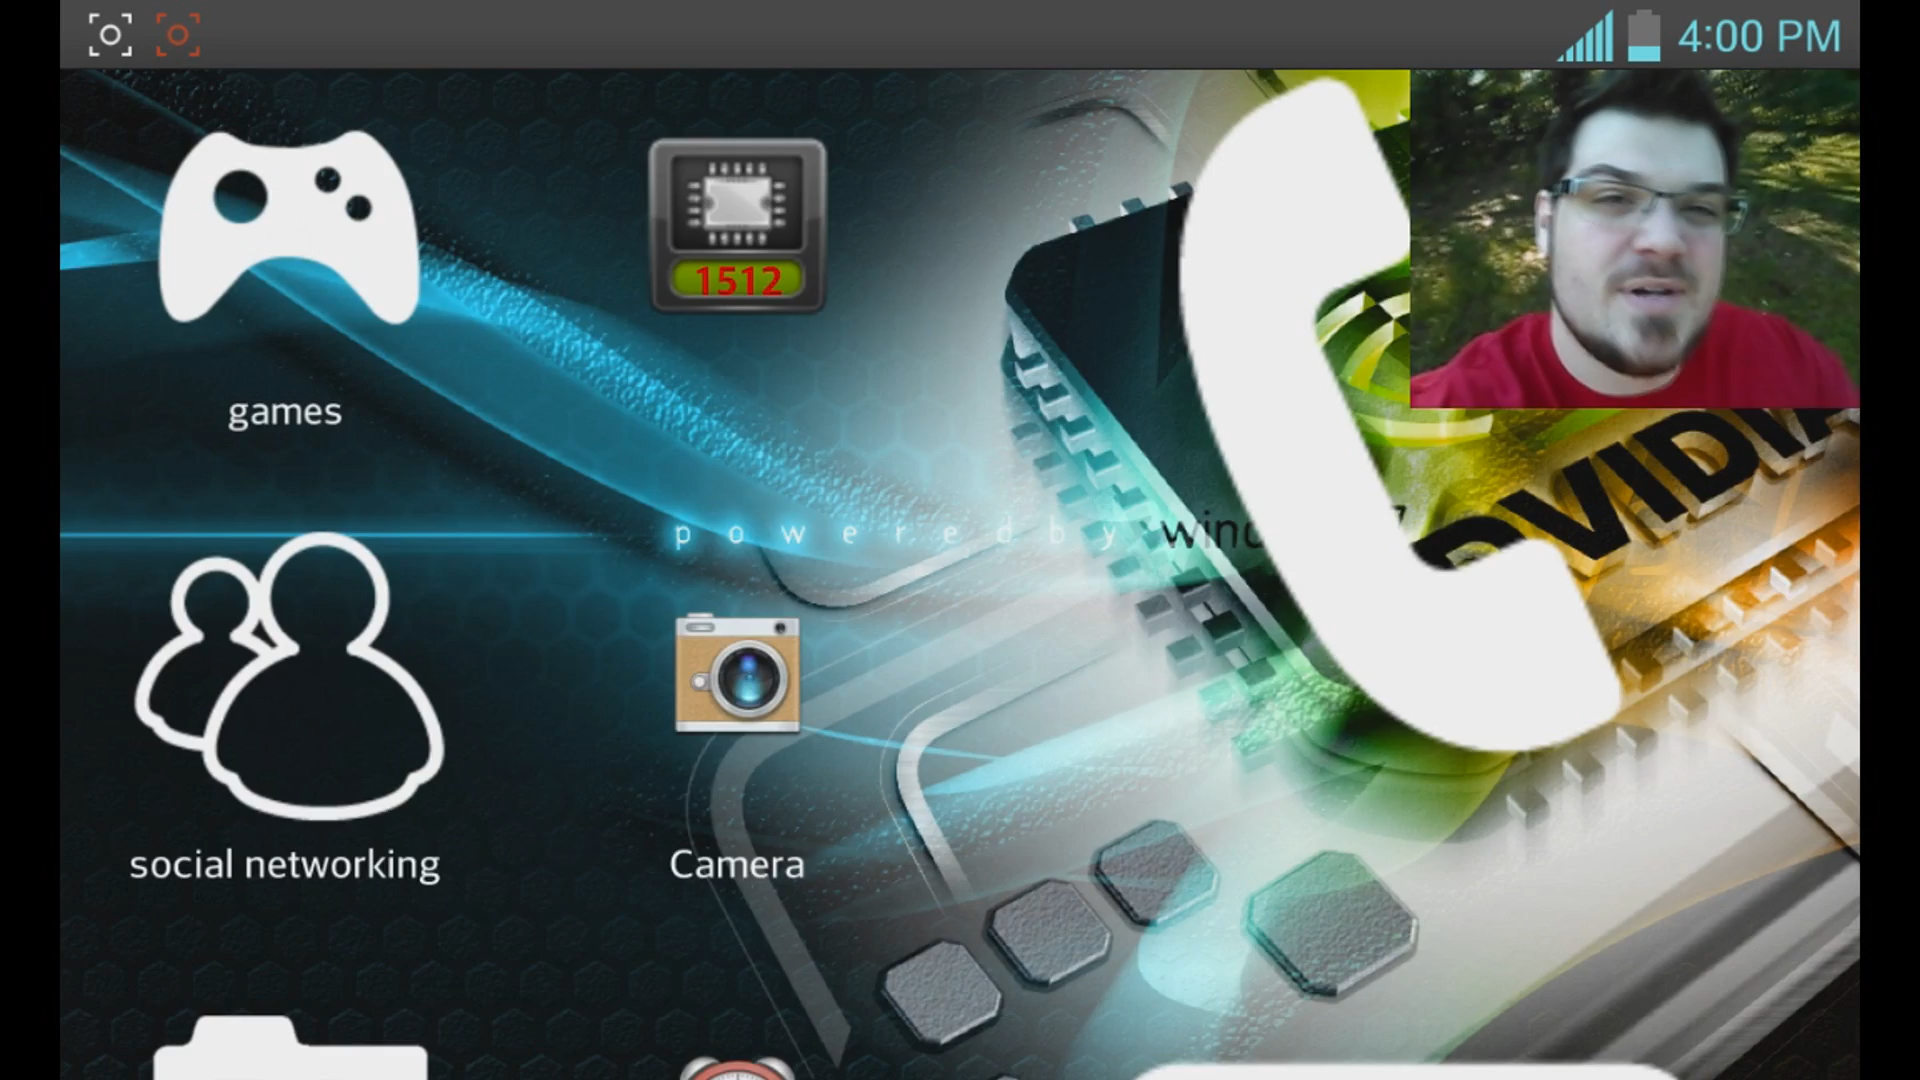 4:00 PM
1512
games
powered by
social networking
Camera